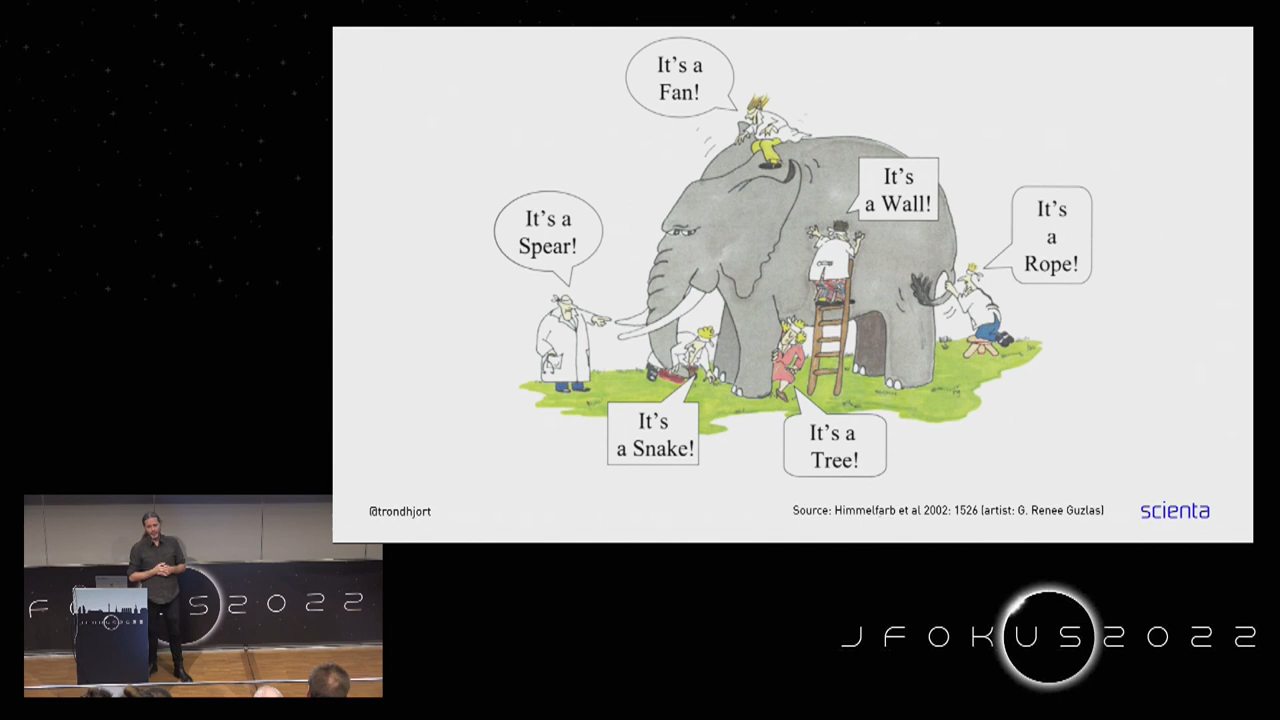 It's a
Fan!
It's
a Wall!
It's a
Spear!
It's
a
Rope!
It's
a Snake!
It's a
Tree!
@trondhjort
Source: Himmelfarb et al 2002: 1526 (artist: G. Renee Guzlas)
scienta
JFOKUS2022
F S2022